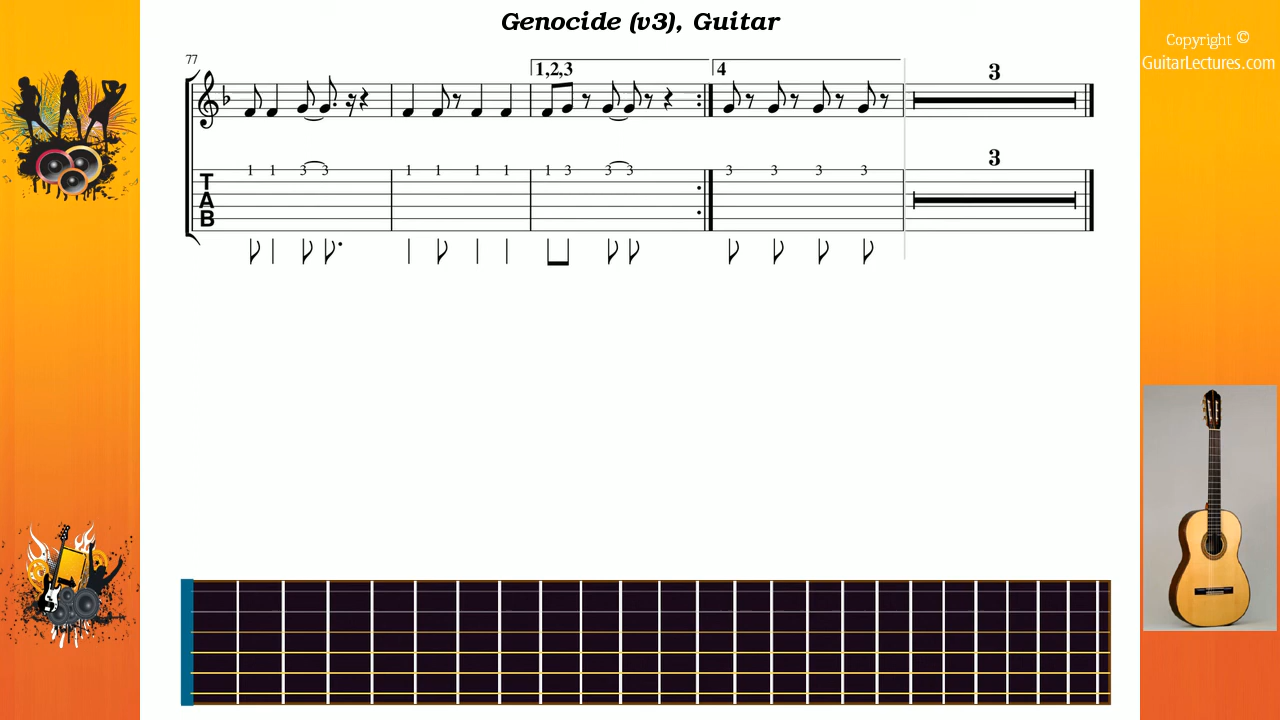 Genocide (v3), Guitar
Copyright ©
GuitarLectures.com
77
1,2,3
4
3
3
1 1 3 3 1 1 1 1 1 3 3 3 3 3 3 3
T
A
B